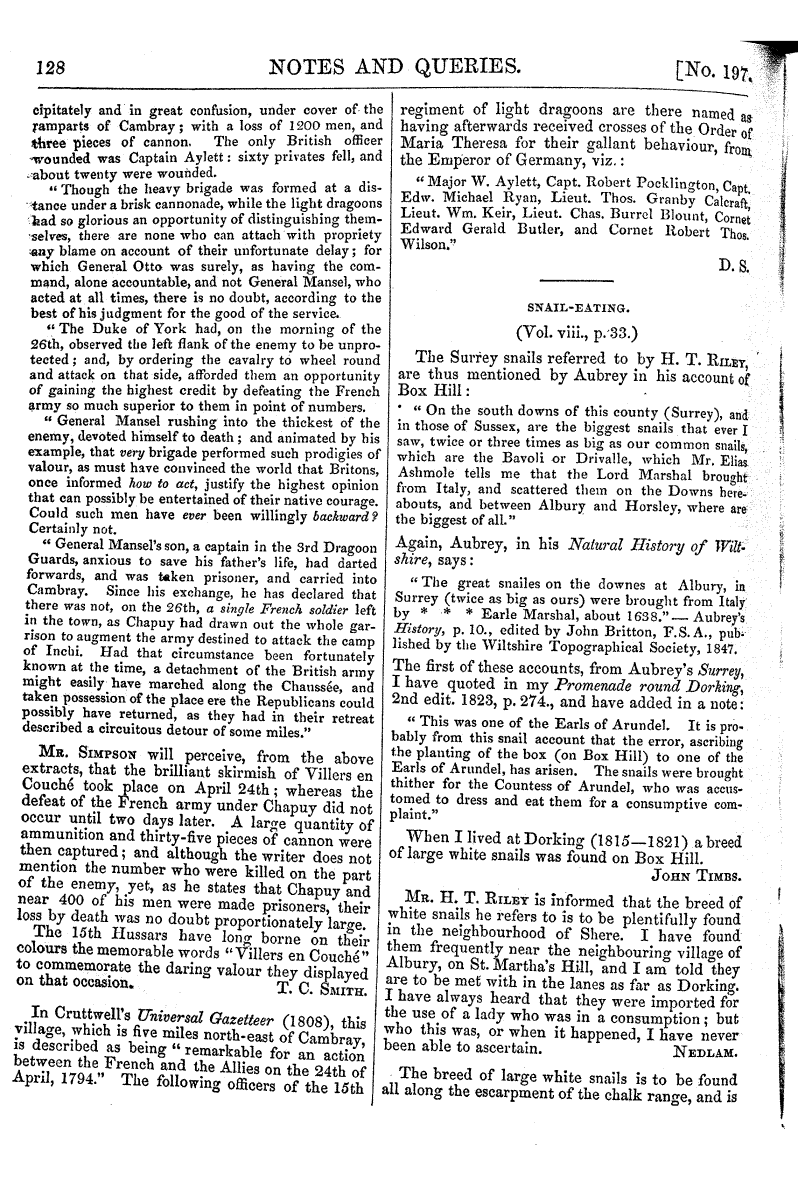 128 NOTES AND QUERIES. [No. 197.
cipitately and in great confusion, under cover of the
ramparts of Cambray; with a loss of 1200 men, and
three pieces of cannon. The only British officer
wounded was Captain Aylett: sixty privates fell, and
about twenty were wounded.
"Though the heavy brigade was formed at a dis-
tance under a brisk cannonade, while the light dragoons
had so glorious an opportunity of distinguishing them-
selves, there are none who can attach with propriety
any blame on account of their unfortunate delay; for
which General Otto was surely, as having the com-
mand, alone accountable, and not General Mansel, who
acted at all times, there is no doubt, according to the
best of his judgment for the good of the service.
"The Duke of York had, on the morning of the
26th, observed the left flank of the enemy to be unpro-
tected; and, by ordering the cavalry to wheel round
and attack on that side, afforded them an opportunity
of gaining the highest credit by defeating the French
army so much superior to them in point of numbers.
"General Mansel rushing into the thickest of the
enemy, devoted himself to death; and animated by his
example, that very brigade performed such prodigies of
valour, as must have convinced the world that Britons,
once informed how to act, justify the highest opinion
that can possibly be entertained of their native courage.
Could such men have ever been willingly backward?
Certainly not.
"General Mansel's son, a captain in the 3rd Dragoon
Guards, anxious to save his father's life, had darted
forwards, and was taken prisoner, and carried into
Cambray. Since his exchange, he has declared that
there was not, on the 26th, a single French soldier left
in the town, as Chapuy had drawn out the whole gar-
rison to augment the army destined to attack the camp
of Inchi. Had that circumstance been fortunately
known at the time, a detachment of the British army
might easily have marched along the Chaussée, and
taken possession of the place ere the Republicans could
possibly have returned, as they had in their retreat
described a circuitous detour of some miles."
MR. SIMPSON will perceive, from the above
extracts, that the brilliant skirmish of Villers en
Couché took place on April 24th; whereas the
defeat of the French army under Chapuy did not
occur until two days later. A large quantity of
ammunition and thirty-five pieces of cannon were
then captured; and although the writer does not
mention the number who were killed on the part
of the enemy, yet, as he states that Chapuy and
near 400 of his men were made prisoners, their
loss by death was no doubt proportionately large.
The 15th Hussars have long borne on their
colours the memorable words "Villers en Couché"
to commemorate the daring valour they displayed
on that occasion. T. C. SMITH.
In Cruttwell's Universal Gazetteer (1808), this
village, which is five miles north-east of Cambray,
is described as being "remarkable for an action
between the French and the Allies on the 24th of
April, 1794." The following officers of the 15th
regiment of light dragoons are there named as
having afterwards received crosses of the Order of
Maria Theresa for their gallant behaviour, from
the Emperor of Germany, viz.:
"Major W. Aylett, Capt. Robert Pocklington, Capt.
Edw. Michael Ryan, Lieut. Thos. Granby Calcraft,
Lieut. Wm. Keir, Lieut. Chas. Burrel Blount, Cornet
Edward Gerald Butler, and Cornet Robert Thos.
Wilson."
D. S.
SNAIL-EATING.
(Vol. viii., p. 33.)
The Surrey snails referred to by H. T. RILEY,
are thus mentioned by Aubrey in his account of
Box Hill:
"On the south downs of this county (Surrey), and
in those of Sussex, are the biggest snails that ever I
saw, twice or three times as big as our common snails,
which are the Bavoli or Drivalle, which Mr. Elias
Ashmole tells me that the Lord Marshal brought
from Italy, and scattered them on the Downs here-
abouts, and between Albury and Horsley, where are
the biggest of all."
Again, Aubrey, in his Natural History of Wilt-
shire, says:
"The great snailes on the downes at Albury, in
Surrey (twice as big as ours) were brought from Italy
by * * * Earle Marshal, about 1638."— Aubrey's
History, p. 10., edited by John Britton, F.S.A., pub-
lished by the Wiltshire Topographical Society, 1847.
The first of these accounts, from Aubrey's Surrey,
I have quoted in my Promenade round Dorking,
2nd edit. 1823, p. 274., and have added in a note:
"This was one of the Earls of Arundel. It is pro-
bably from this snail account that the error, ascribing
the planting of the box (on Box Hill) to one of the
Earls of Arundel, has arisen. The snails were brought
thither for the Countess of Arundel, who was accus-
tomed to dress and eat them for a consumptive com-
plaint."
When I lived at Dorking (1815—1821) a breed
of large white snails was found on Box Hill.
JOHN TIMBS.
MR. H. T. RILEY is informed that the breed of
white snails he refers to is to be plentifully found
in the neighbourhood of Shere. I have found
them frequently near the neighbouring village of
Albury, on St. Martha's Hill, and I am told they
are to be met with in the lanes as far as Dorking.
I have always heard that they were imported for
the use of a lady who was in a consumption; but
who this was, or when it happened, I have never
been able to ascertain. NEDLAM.
The breed of large white snails is to be found
all along the escarpment of the chalk range, and is